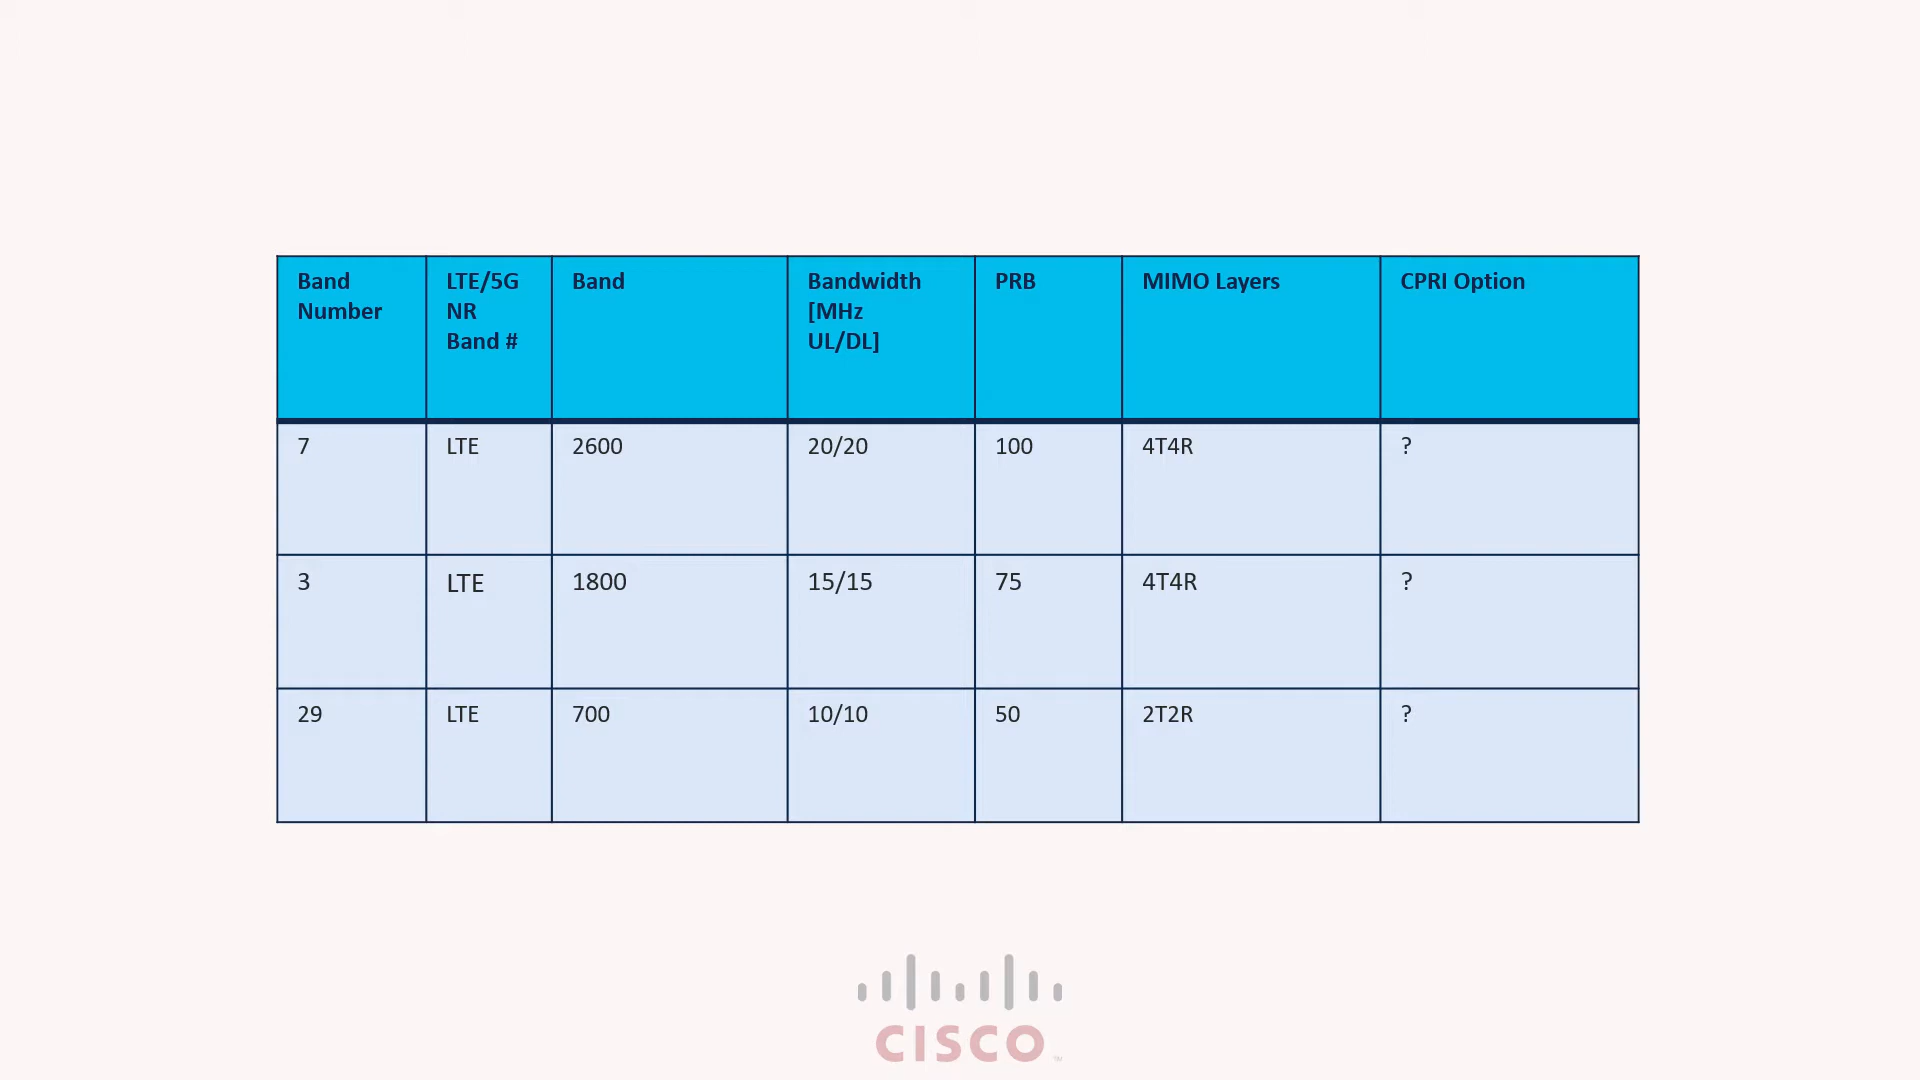 Band
Number
LTE/5G
NR
Band #
Band
Bandwidth
[MHz
UL/DL]
PRB
MIMO Layers
CPRI Option
7
LTE
2600
20/20
100
4T4R
?
3
LTE
1800
15/15
75
4T4R
?
29
LTE
700
10/10
50
2T2R
?
CISCO
TM